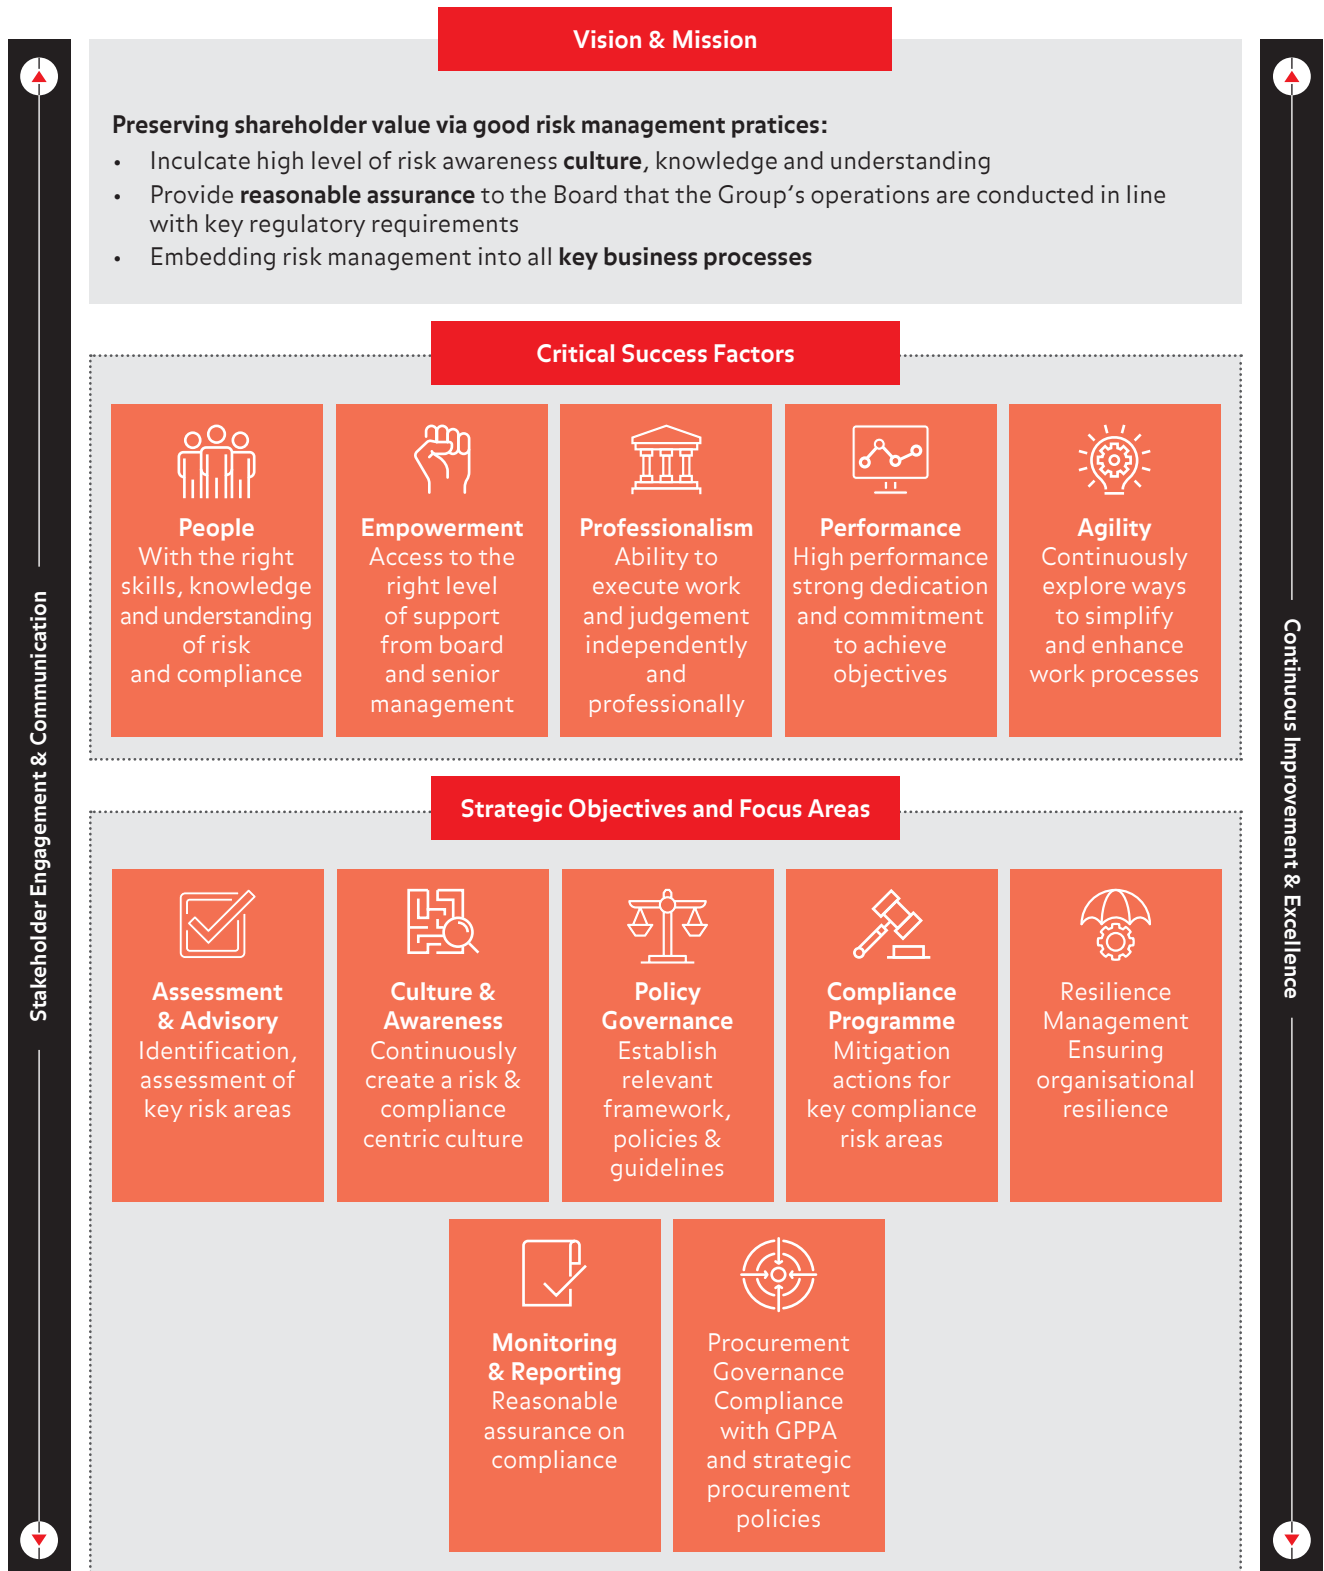 Vision & Mission
Preserving shareholder value via good risk management pratices:
• Inculcate high level of risk awareness culture, knowledge and understanding
• Provide reasonable assurance to the Board that the Group‘s operations are conducted in line
with key regulatory requirements
• Embedding risk management into all key business processes
Critical Success Factors
People
With the right
skills, knowledge
and understanding
of risk
and compliance
Empowerment
Access to the
right level
of support
from board
and senior
management
Professionalism
Ability to
execute work
and judgement
independently
and
professionally
Performance
High performance
strong dedication
and commitment
to achieve
objectives
Agility
Continuously
explore ways
to simplify
and enhance
work processes
Strategic Objectives and Focus Areas
Assessment
& Advisory
Identification,
assessment of
key risk areas
Culture &
Awareness
Continuously
create a risk &
compliance
centric culture
Policy
Governance
Establish
relevant
framework,
policies &
guidelines
Compliance
Programme
Mitigation
actions for
key compliance
risk areas
Resilience
Management
Ensuring
organisational
resilience
Monitoring
& Reporting
Reasonable
assurance on
compliance
Procurement
Governance
Compliance
with GPPA
and strategic
procurement
policies
Stakeholder Engagement & Communication
Continuous Improvement & Excellence